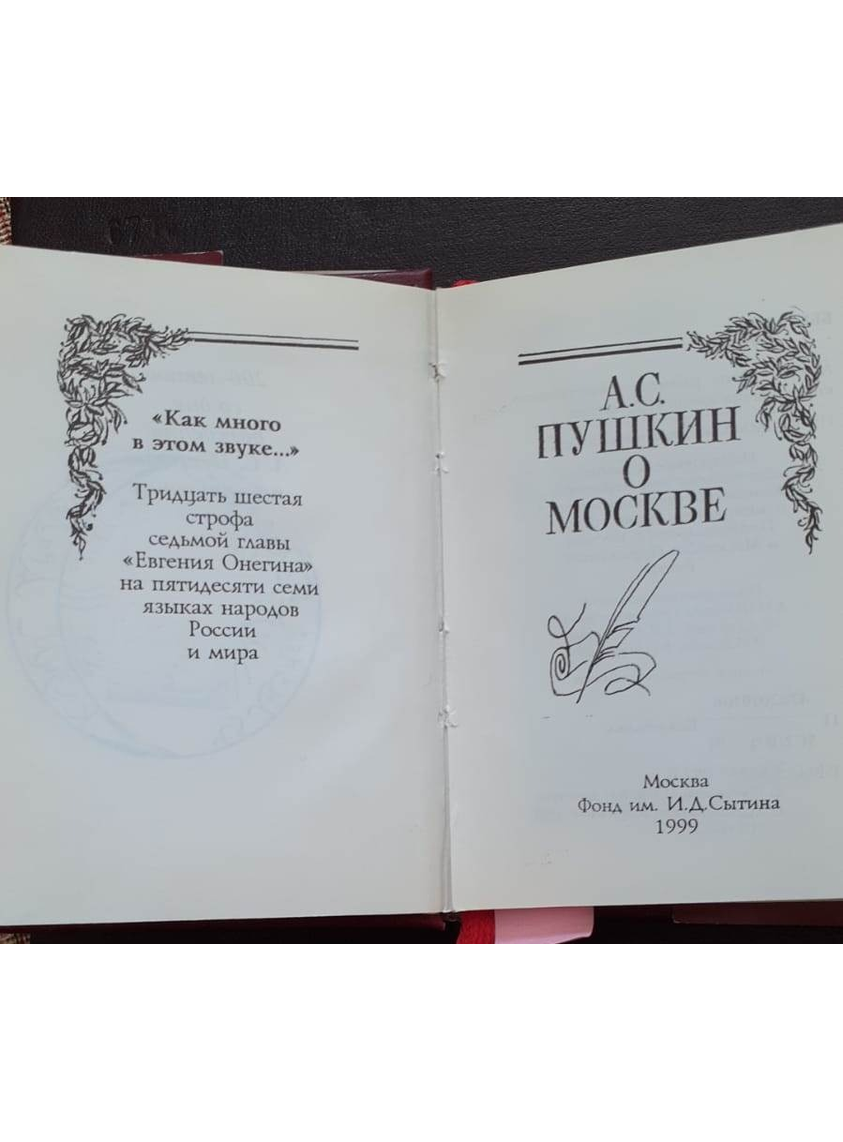 «Как много
в этом звуке...»
Тридцать шестая
строфа
седьмой главы
«Евгения Онегина»
на пятидесяти семи
языках народов
России
и мира
А.С.
ПУШКИН
О
МОСКВЕ
Москва
Фонд им. И.Д.Сытина
1999